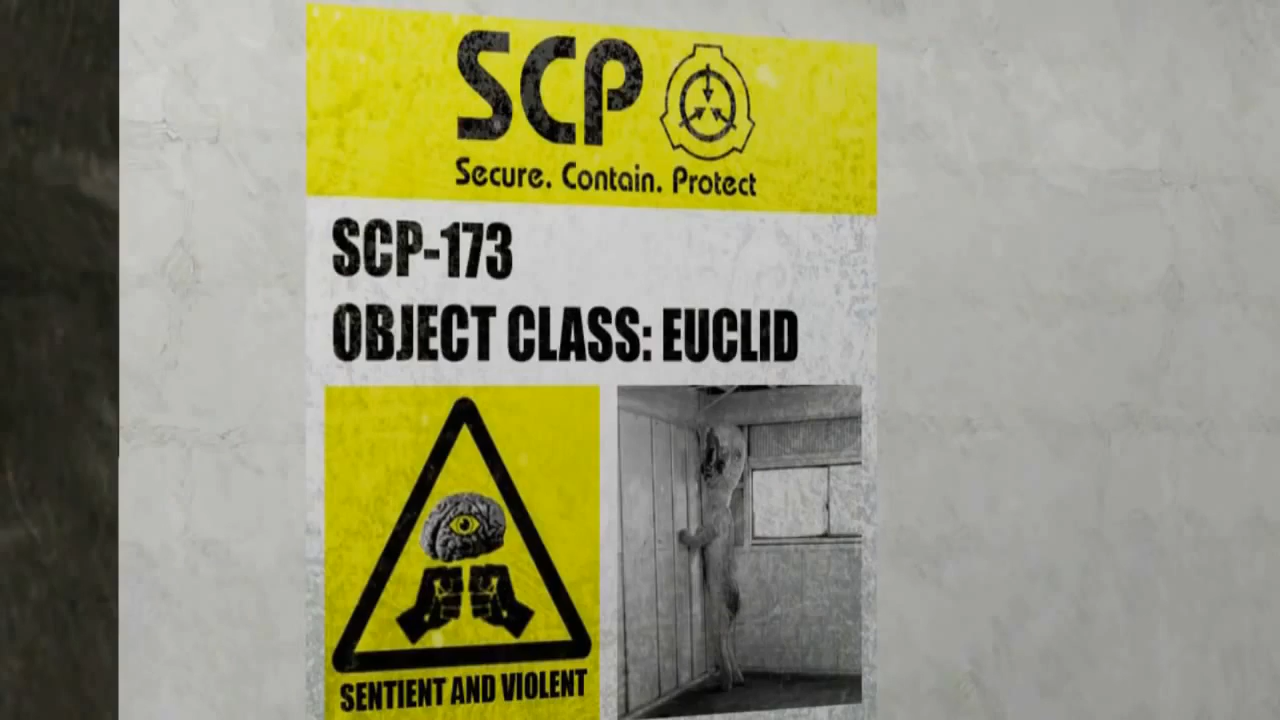 SCP
Secure. Contain. Protect
SCP-173
OBJECT CLASS: EUCLID
SENTIENT AND VIOLENT